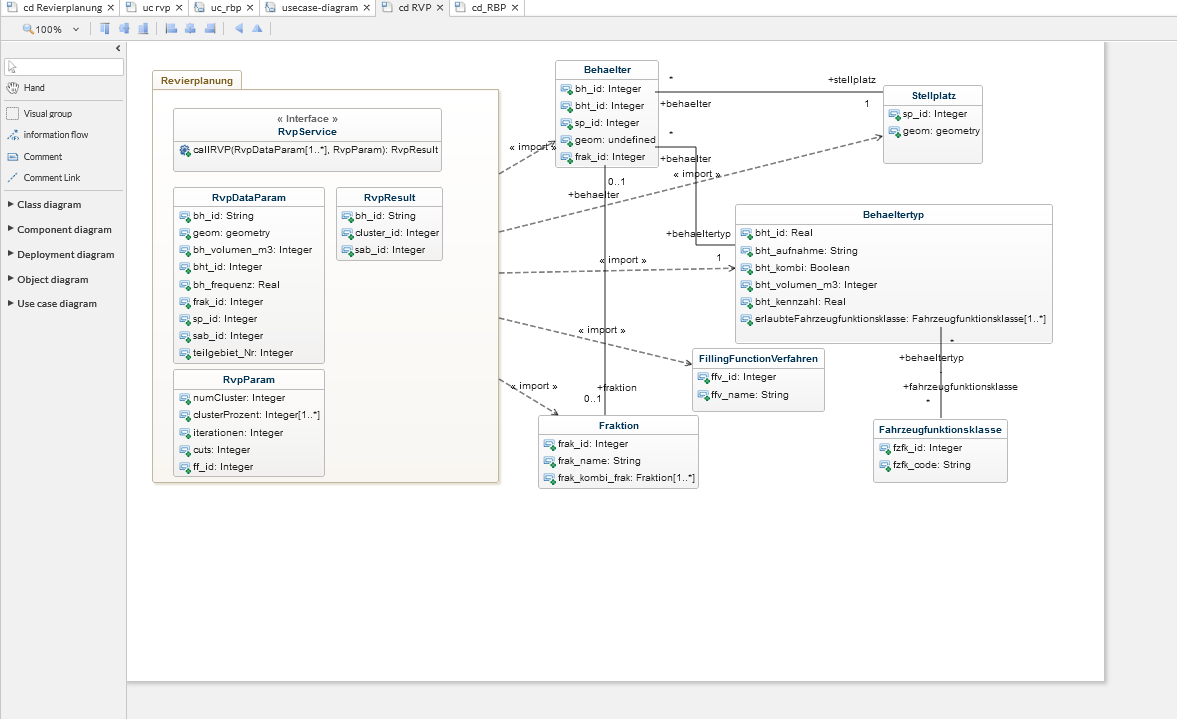 cd Revierplanung
uc rvp
uc_rbp
usecase-diagram
cd RVP
cd_RBP
100%
Hand
Visual group
information flow
Comment
Comment Link
Class diagram
Component diagram
Deployment diagram
Object diagram
Use case diagram
Revierplanung
« Interface »
RvpService
callRVP(RvpDataParam[1..*], RvpParam): RvpResult
RvpDataParam
bh_id: String
geom: geometry
bh_volumen_m3: Integer
bht_id: Integer
bh_frequenz: Real
frak_id: Integer
sp_id: Integer
sab_id: Integer
teilgebiet_Nr: Integer
RvpResult
bh_id: String
cluster_id: Integer
sab_id: Integer
RvpParam
numCluster: Integer
clusterProzent: Integer[1..*]
iterationen: Integer
cuts: Integer
ff_id: Integer
Behaelter
bh_id: Integer
bht_id: Integer
sp_id: Integer
geom: undefined
frak_id: Integer
*
+behaelter
+stellplatz
1
Stellplatz
sp_id: Integer
geom: geometry
« import »
*
+behaelter
« import »
0..1
+behaelter
+behaeltertyp
1
« import »
Behaeltertyp
bht_id: Real
bht_aufnahme: String
bht_kombi: Boolean
bht_volumen_m3: Integer
bht_kennzahl: Real
erlaubteFahrzeugfunktionsklasse: Fahrzeugfunktionsklasse[1..*]
« import »
*
+behaeltertyp
+fahrzeugfunktionsklasse
*
FillingFunctionVerfahren
ffv_id: Integer
ffv_name: String
« import »
+fraktion
0..1
Fraktion
frak_id: Integer
frak_name: String
frak_kombi_frak: Fraktion[1..*]
Fahrzeugfunktionsklasse
fzfk_id: Integer
fzfk_code: String